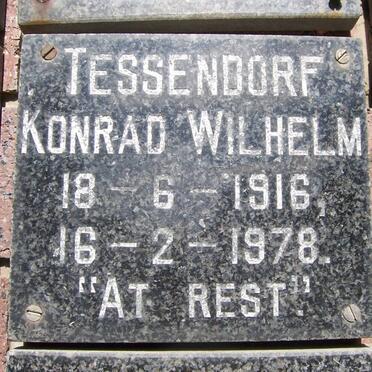 TESSENDORF
KONRAD WILHELM
18 – 6 – 1916,
16 – 2 – 1978.
"AT REST."